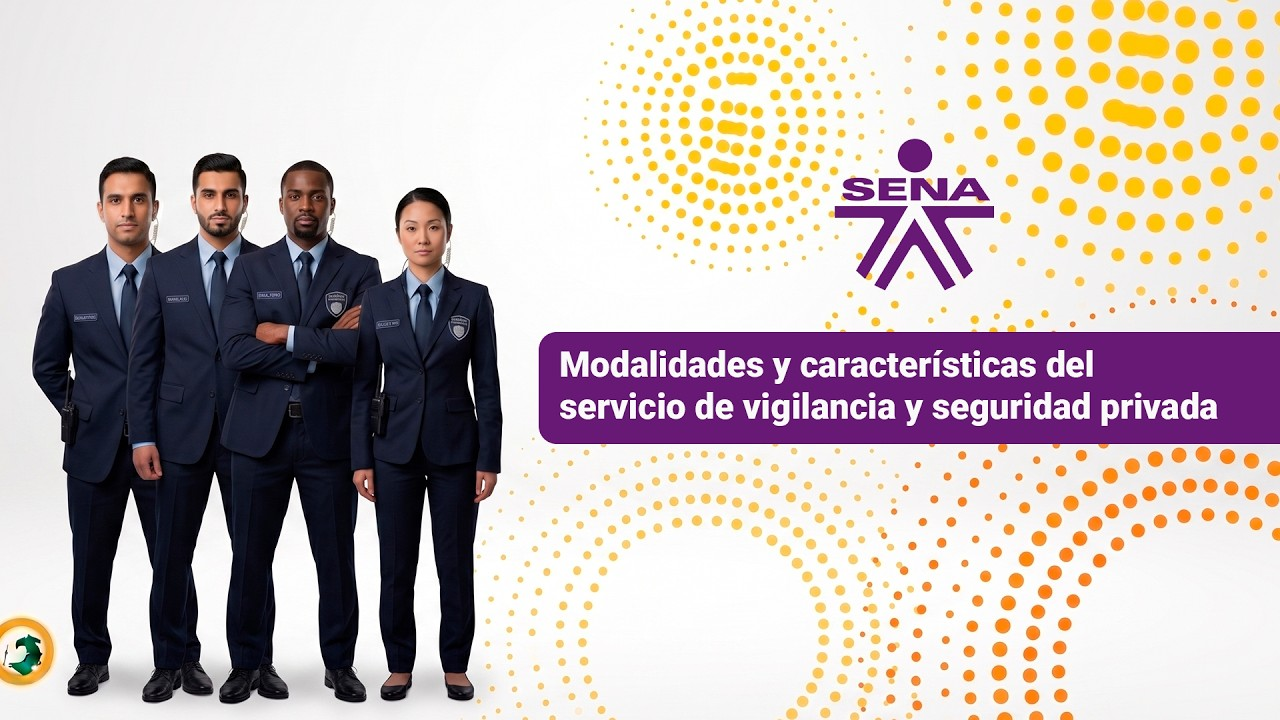 SENA
Modalidades y características del
servicio de vigilancia y seguridad privada